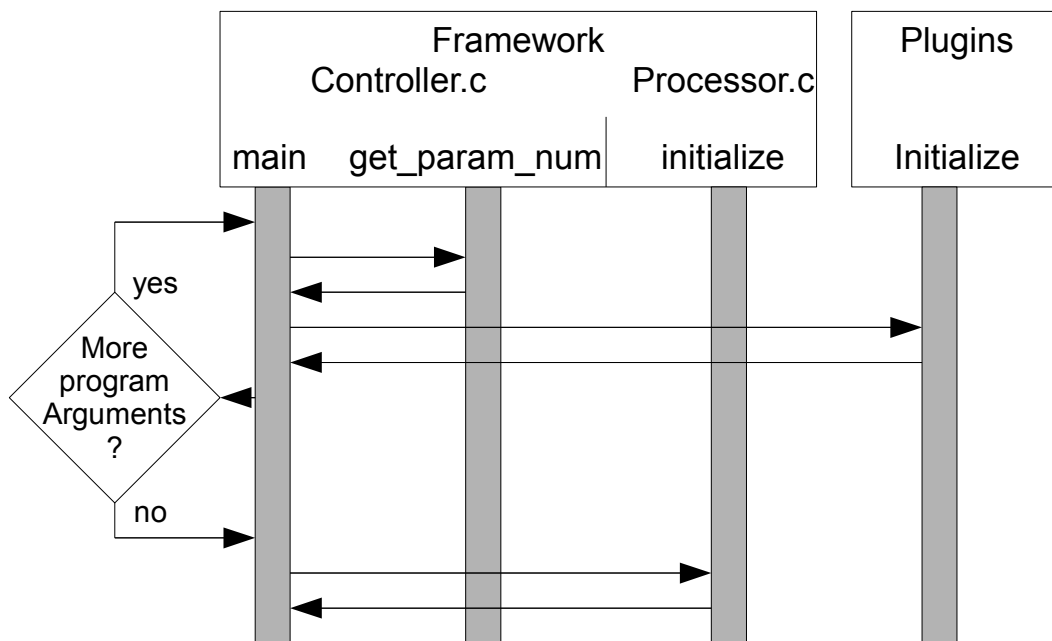 Framework
Controller.c
Processor.c
main
get_param_num
initialize
Plugins
Initialize
yes
More
program
Arguments
?
no